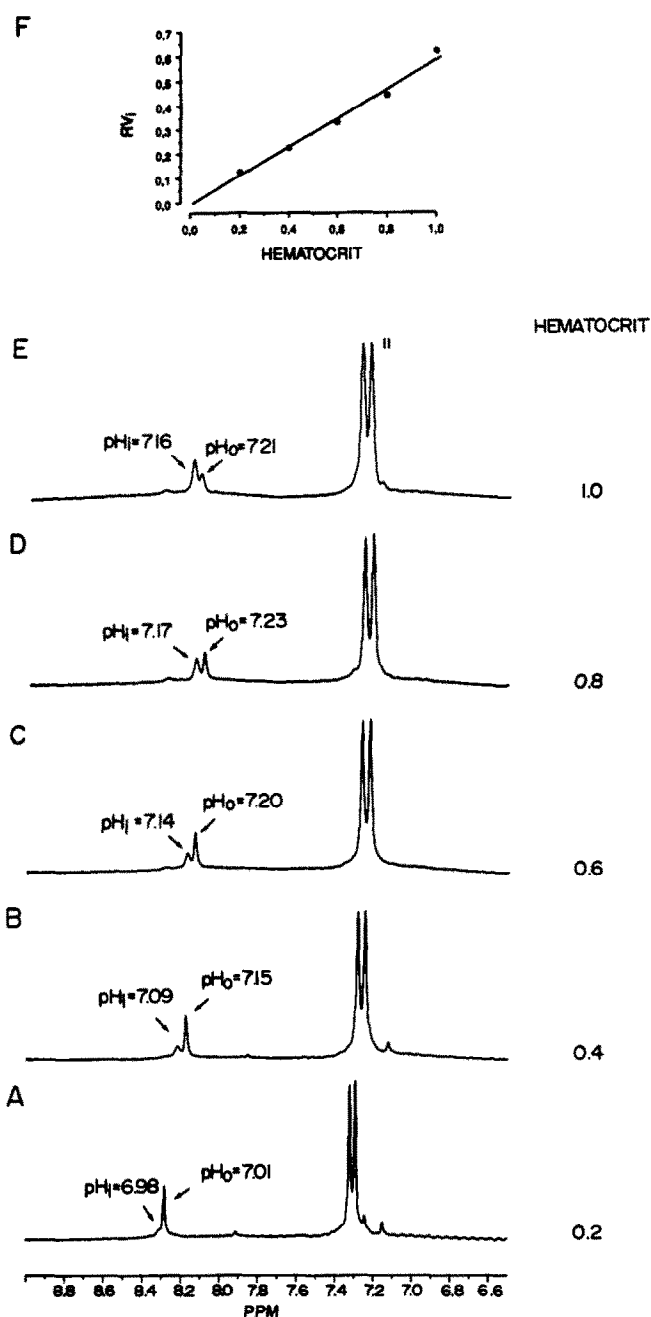 F
0,7
0,6
0,5
0,4
0,3
0,2
0,1
0,0
RVi
0,0 0,2 0,4 0,6 0,8 1,0
HEMATOCRIT
HEMATOCRIT
E
II
pHi=7.16
pHo=7.21
1.0
D
pHi=7.17
pHo=7.23
0.8
C
pHi=7.14
pHo=7.20
0.6
B
pHi=7.09
pHo=7.15
0.4
A
pHi=6.98
pHo=7.01
0.2
8.8 8.6 8.4 8.2 8.0 7.8 7.6 7.4 7.2 7.0 6.8 6.6
PPM